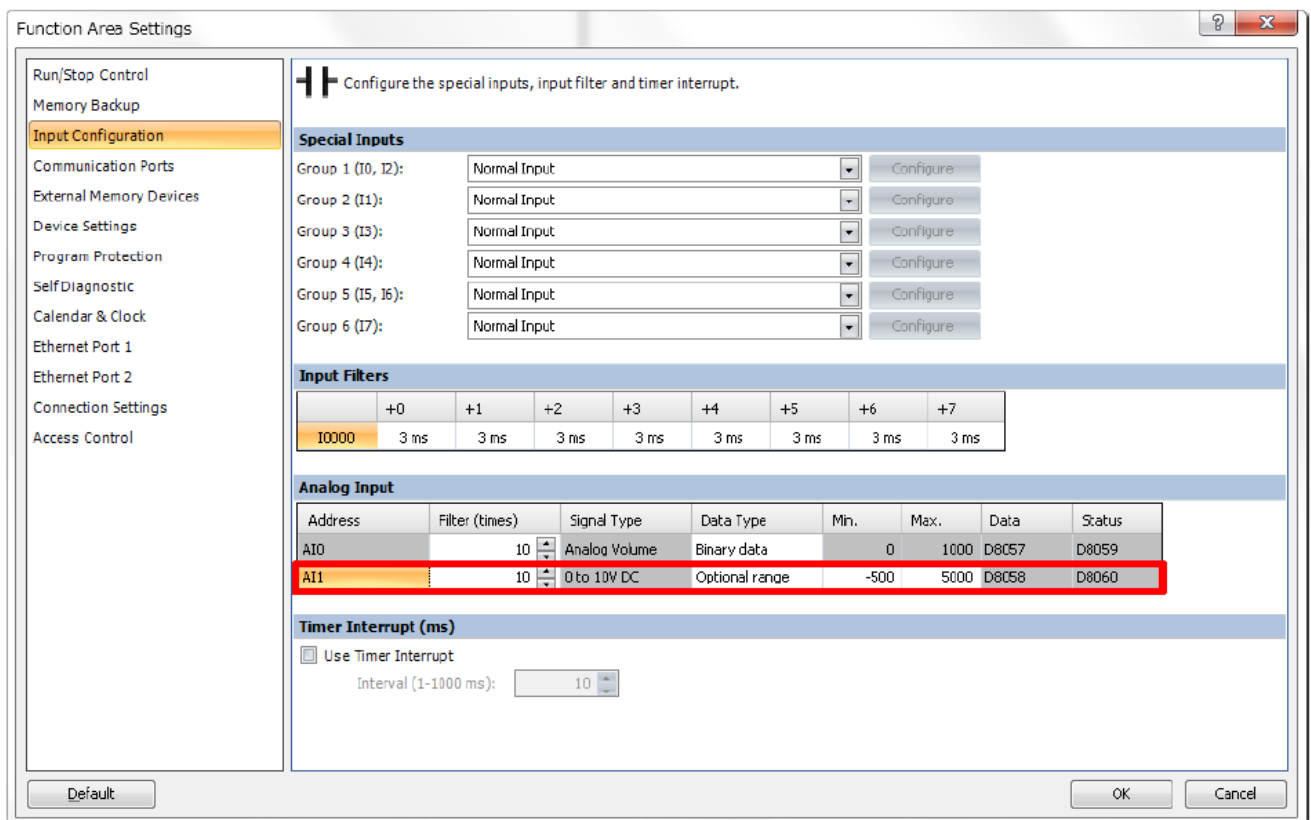 Function Area Settings
Run/Stop Control
Memory Backup
Input Configuration
Communication Ports
External Memory Devices
Device Settings
Program Protection
Self Diagnostic
Calendar & Clock
Ethernet Port 1
Ethernet Port 2
Connection Settings
Access Control
Configure the special inputs, input filter and timer interrupt.
Special Inputs
Group 1 (I0, I2): Normal Input Configure
Group 2 (I1): Normal Input Configure
Group 3 (I3): Normal Input Configure
Group 4 (I4): Normal Input Configure
Group 5 (I5, I6): Normal Input Configure
Group 6 (I7): Normal Input Configure
Input Filters
+0 +1 +2 +3 +4 +5 +6 +7
I0000 3 ms 3 ms 3 ms 3 ms 3 ms 3 ms 3 ms 3 ms
Analog Input
Address Filter (times) Signal Type Data Type Min. Max. Data Status
AI0 10 Analog Volume Binary data 0 1000 D8057 D8059
AI1 10 0 to 10V DC Optional range -500 5000 D8058 D8060
Timer Interrupt (ms)
Use Timer Interrupt
Interval (1-1000 ms): 10
Default OK Cancel